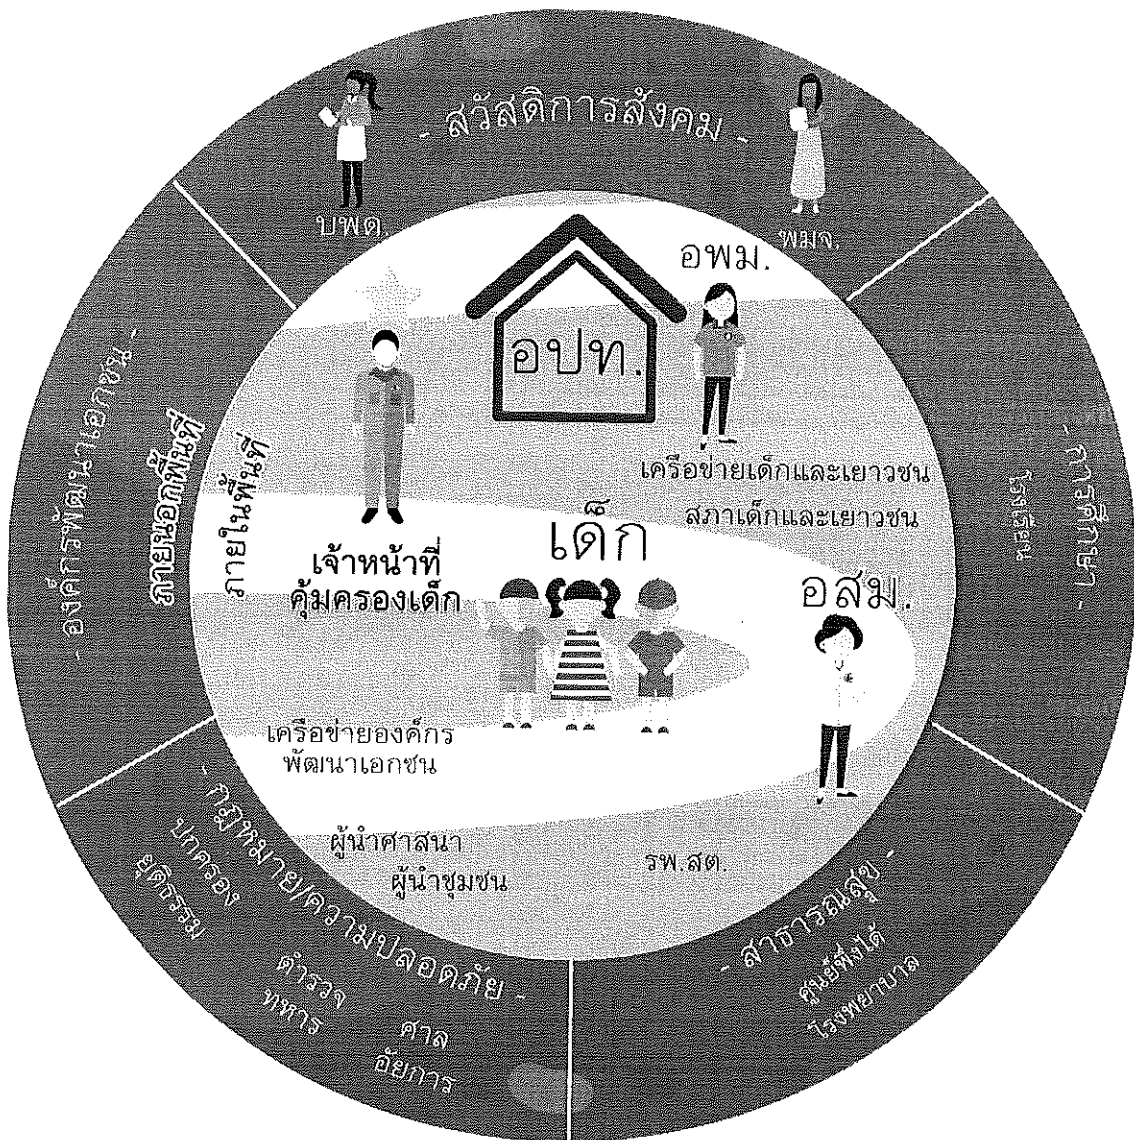 - สวัสดิการสังคม -
บพด.
พมจ.
อพม.
อปท.
เครือข่ายเด็กและเยาวชน
สภาเด็กและเยาวชน
- องค์กรพัฒนาเอกชน -
ภายนอกพื้นที่
ภายในพื้นที่
- การศึกษา -
โรงเรียน
เจ้าหน้าที่
คุ้มครองเด็ก
เด็ก
อสม.
เครือข่ายองค์กร
พัฒนาเอกชน
ผู้นำศาสนา
ผู้นำชุมชน
รพ.สต.
- กฎหมาย/ความปลอดภัย -
ปกครอง
ยุติธรรม
ตำรวจ
ทหาร
ศาล
อัยการ
- สาธารณสุข -
ศูนย์พึ่งได้
โรงพยาบาล